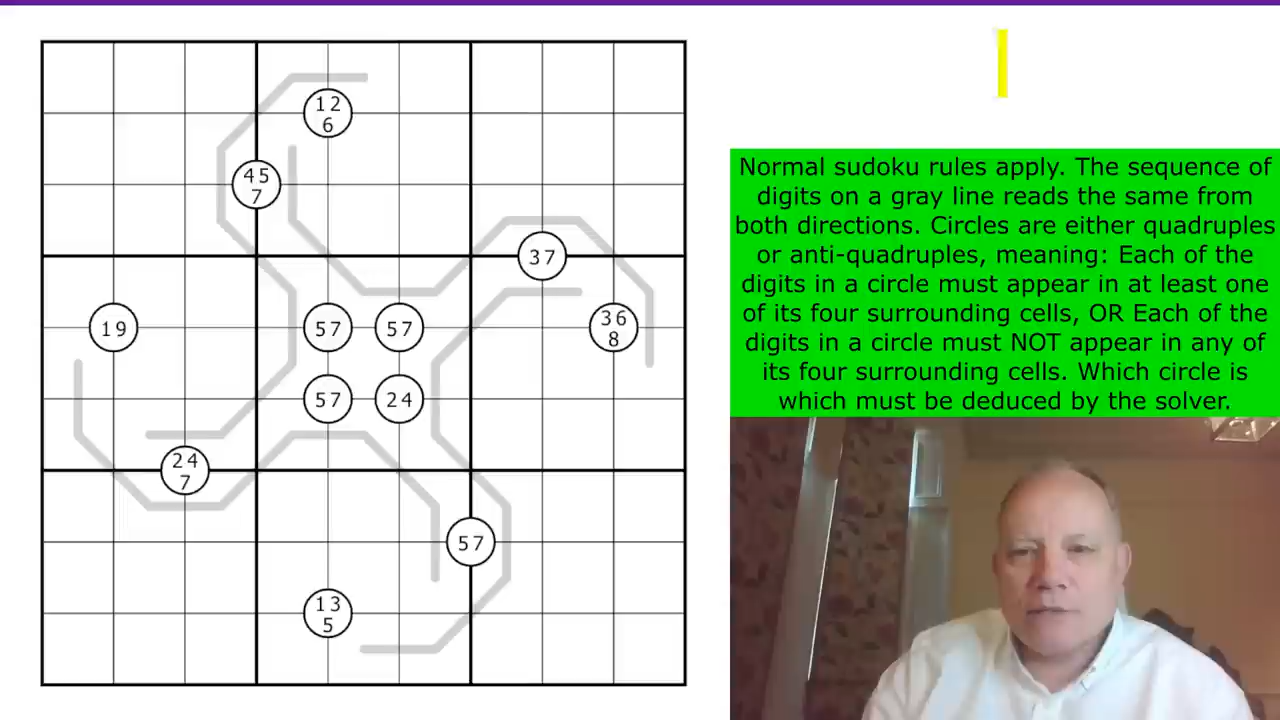 12
6
45
7
37
19
57
57
36
8
57
24
24
7
57
13
5
Normal sudoku rules apply. The sequence of
digits on a gray line reads the same from
both directions. Circles are either quadruples
or anti-quadruples, meaning: Each of the
digits in a circle must appear in at least one
of its four surrounding cells, OR Each of the
digits in a circle must NOT appear in any of
its four surrounding cells. Which circle is
which must be deduced by the solver.